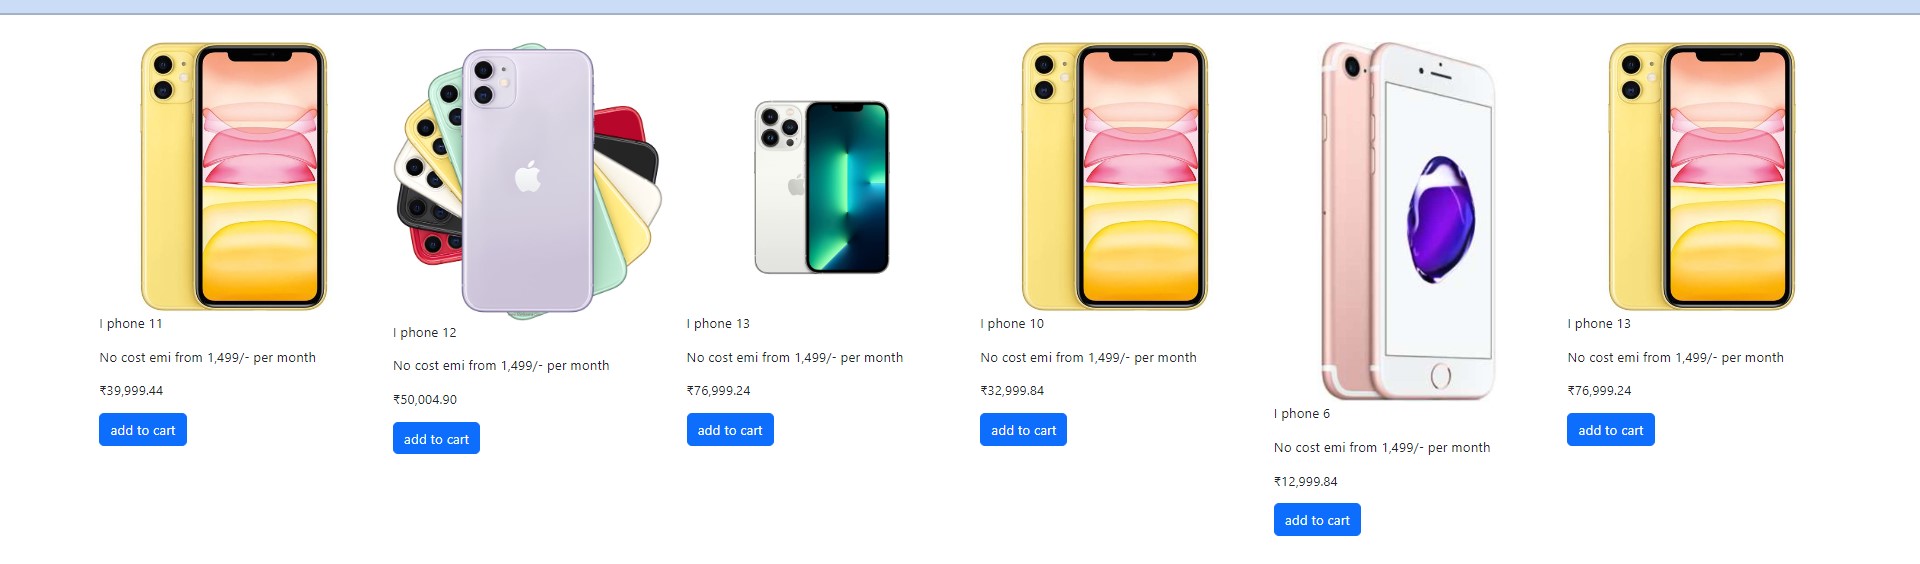 I phone 11
No cost emi from 1,499/- per month
₹39,999.44
add to cart
I phone 12
No cost emi from 1,499/- per month
₹50,004.90
add to cart
I phone 13
No cost emi from 1,499/- per month
₹76,999.24
add to cart
I phone 10
No cost emi from 1,499/- per month
₹32,999.84
add to cart
I phone 6
No cost emi from 1,499/- per month
₹12,999.84
add to cart
I phone 13
No cost emi from 1,499/- per month
₹76,999.24
add to cart